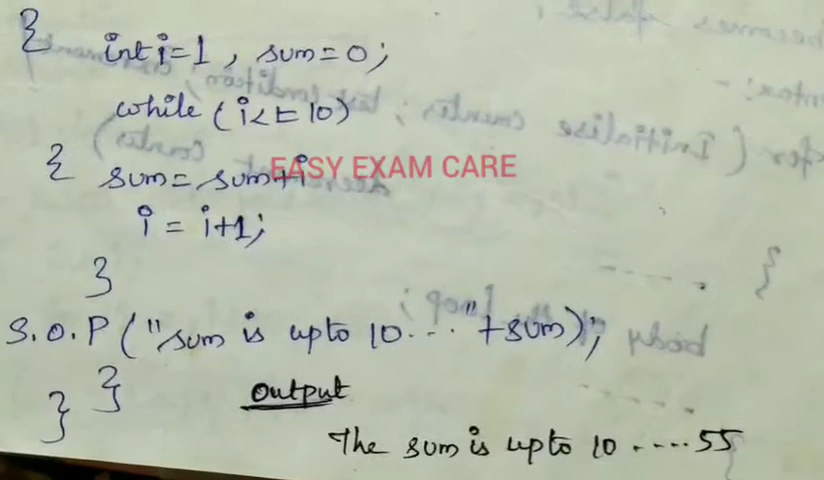 { int i=1, sum=0;
while (i<=10)
{ sum= sum+i
EASY EXAM CARE
i = i+1;
}
S.O.P ("sum is upto 10..." +sum);
} }
Output
The sum is upto 10.....55